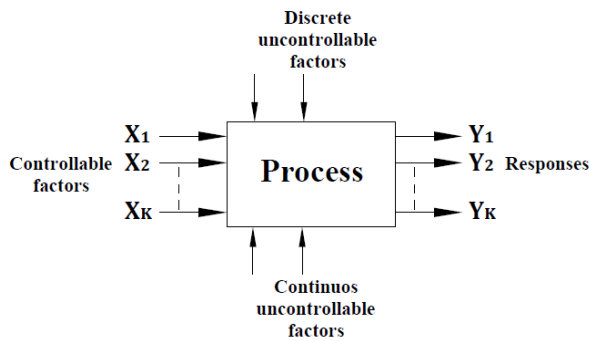 Discrete
uncontrollable
factors
X1
X2
XK
Controllable
factors
Process
Y1
Y2
YK
Responses
Continuos
uncontrollable
factors